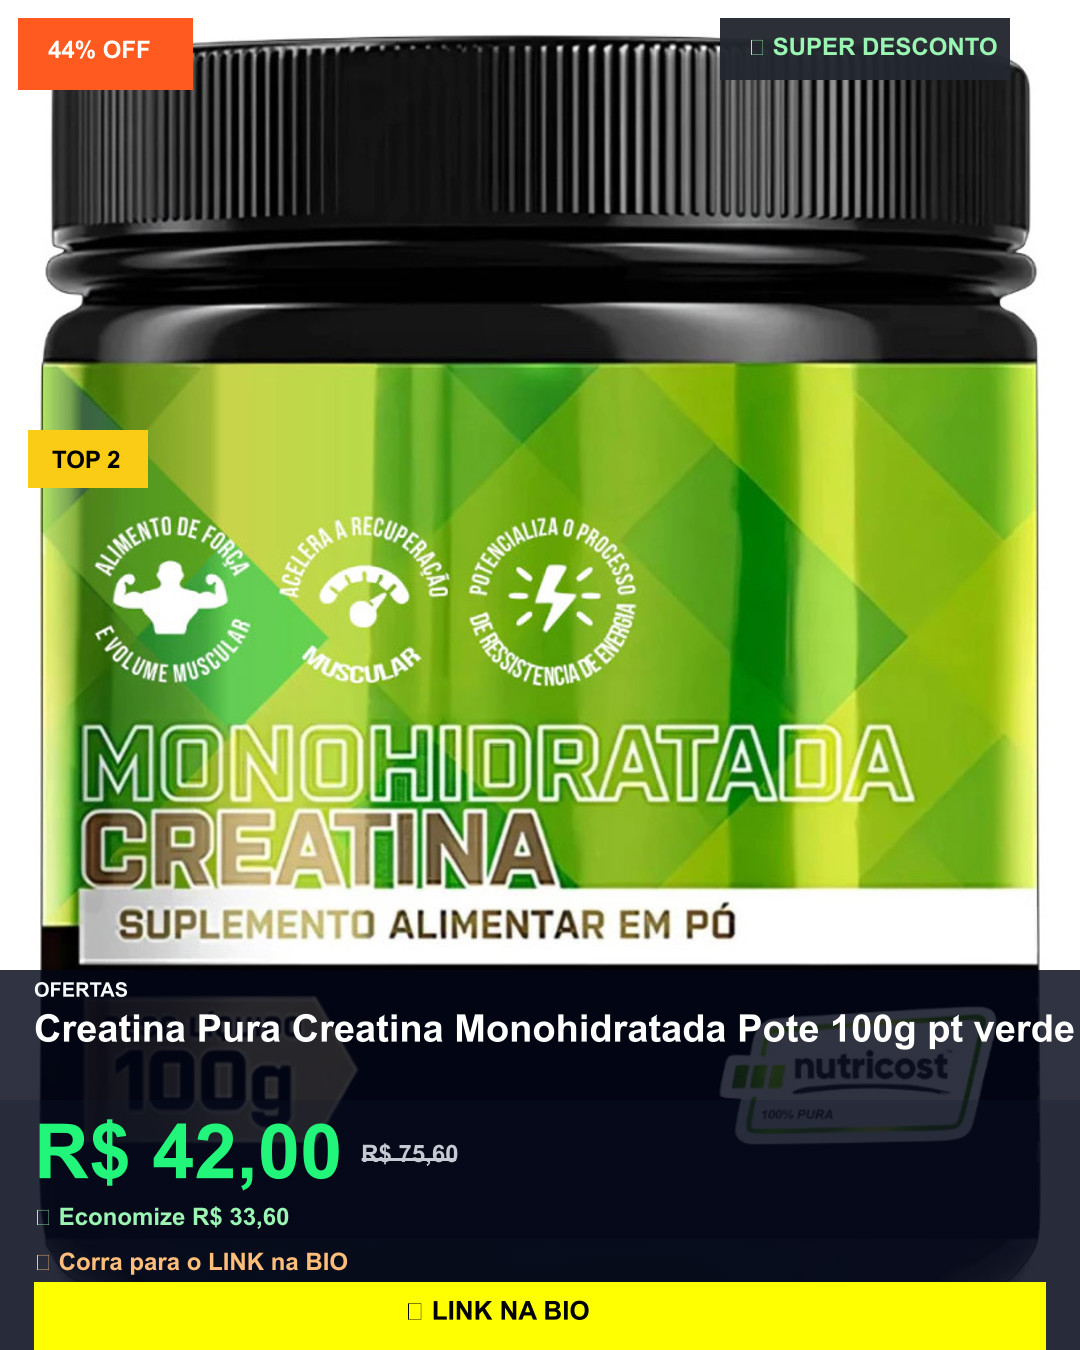 44% OFF
SUPER DESCONTO
TOP 2
ALIMENTO DE FORÇA
E VOLUME MUSCULAR
ACELERA A RECUPERAÇÃO
MUSCULAR
POTENCIALIZA O PROCESSO
DE RESSISTENCIA DE ENERGIA
MONOHIDRATADA
CREATINA
SUPLEMENTO ALIMENTAR EM PÓ
OFERTAS
Creatina Pura Creatina Monohidratada Pote 100g pt verde
100g
nutricost
100% PURA
R$ 42,00 R$ 75,60
Economize R$ 33,60
Corra para o LINK na BIO
LINK NA BIO